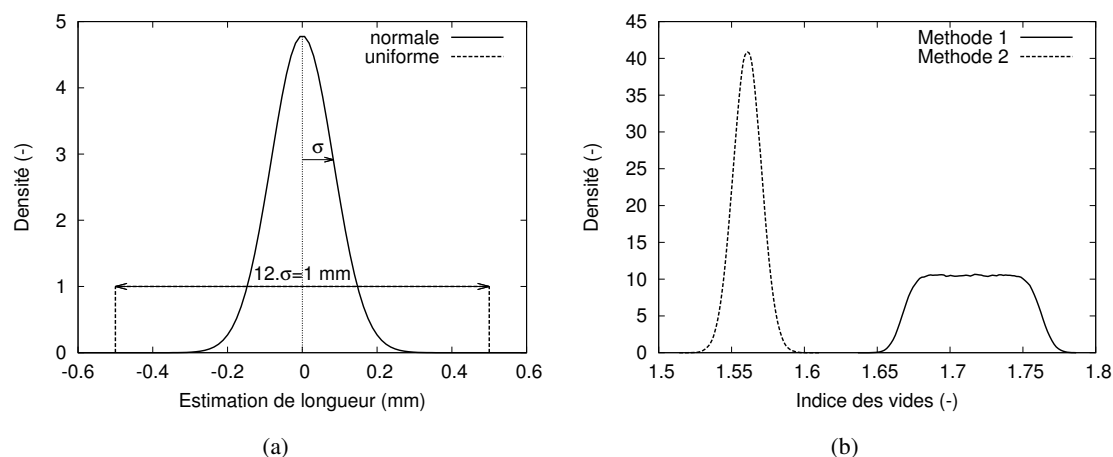 5
4
3
2
1
0
Densité (-)
normale
uniforme
σ
12.σ=1 mm
-0.6 -0.4 -0.2 0 0.2 0.4 0.6
Estimation de longueur (mm)
(a)
45
40
35
30
25
20
15
10
5
0
Densité (-)
Methode 1
Methode 2
1.5 1.55 1.6 1.65 1.7 1.75 1.8
Indice des vides (-)
(b)